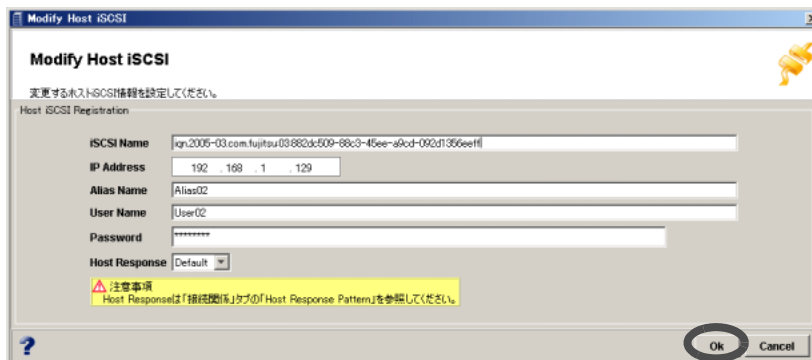 Modify Host iSCSI
Modify Host iSCSI
変更するホストiSCSI情報を設定してください。
Host iSCSI Registration
iSCSI Name iqn.2005-03.com.fujitsu:03:882dc509-88c3-45ee-a9cd-092d1356eeff
IP Address 192 . 168 . 1 . 129
Alias Name Alias02
User Name User02
Password ********
Host Response Default
注意事項
Host Responseは「接続関係」タブの「Host Response Pattern」を参照してください。
? Ok Cancel